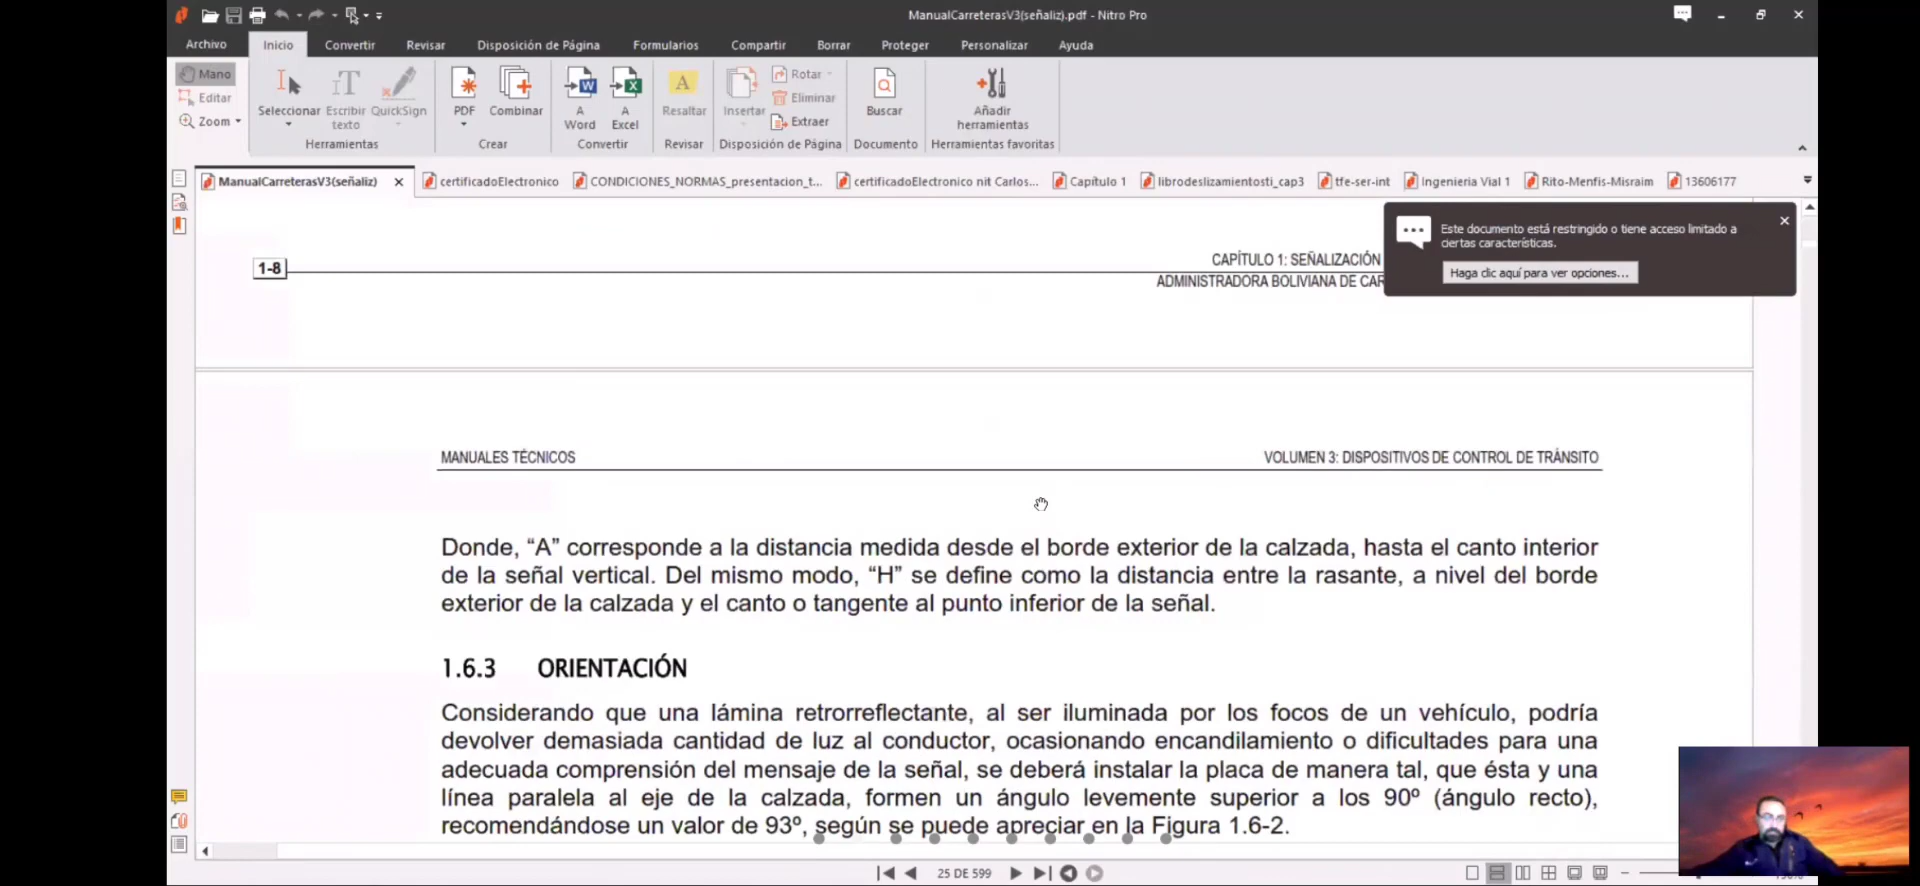 ManualCarreterasV3(señaliz).pdf - Nitro Pro
Archivo Inicio Convertir Revisar Disposición de Página Formularios Compartir Borrar Proteger Personalizar Ayuda
Mano
Editar
Zoom
Seleccionar
Escribir texto
QuickSign
Herramientas
PDF
Combinar
Crear
A Word
A Excel
Convertir
Resaltar
Revisar
Insertar
Rotar
Eliminar
Extraer
Disposición de Página
Buscar
Documento
Añadir herramientas
Herramientas favoritas
ManualCarreterasV3(señaliz) certificadoElectronico CONDICIONES_NORMAS_presentacion_t... certificadoElectronico nit Carlos... Capítulo 1 librodeslizamientosti_cap3 tfe-ser-int Ingenieria Vial 1 Rito-Menfis-Misraim 13606177
Este documento está restringido o tiene acceso limitado a
ciertas características.
Haga clic aquí para ver opciones...
1-8
CAPÍTULO 1: SEÑALIZACIÓN
ADMINISTRADORA BOLIVIANA DE CAR
MANUALES TÉCNICOS VOLUMEN 3: DISPOSITIVOS DE CONTROL DE TRÁNSITO
Donde, “A” corresponde a la distancia medida desde el borde exterior de la calzada, hasta el canto interior
de la señal vertical. Del mismo modo, “H” se define como la distancia entre la rasante, a nivel del borde
exterior de la calzada y el canto o tangente al punto inferior de la señal.
1.6.3 ORIENTACIÓN
Considerando que una lámina retrorreflectante, al ser iluminada por los focos de un vehículo, podría
devolver demasiada cantidad de luz al conductor, ocasionando encandilamiento o dificultades para una
adecuada comprensión del mensaje de la señal, se deberá instalar la placa de manera tal, que ésta y una
línea paralela al eje de la calzada, formen un ángulo levemente superior a los 90º (ángulo recto),
recomendándose un valor de 93º, según se puede apreciar en la Figura 1.6-2.
25 DE 599